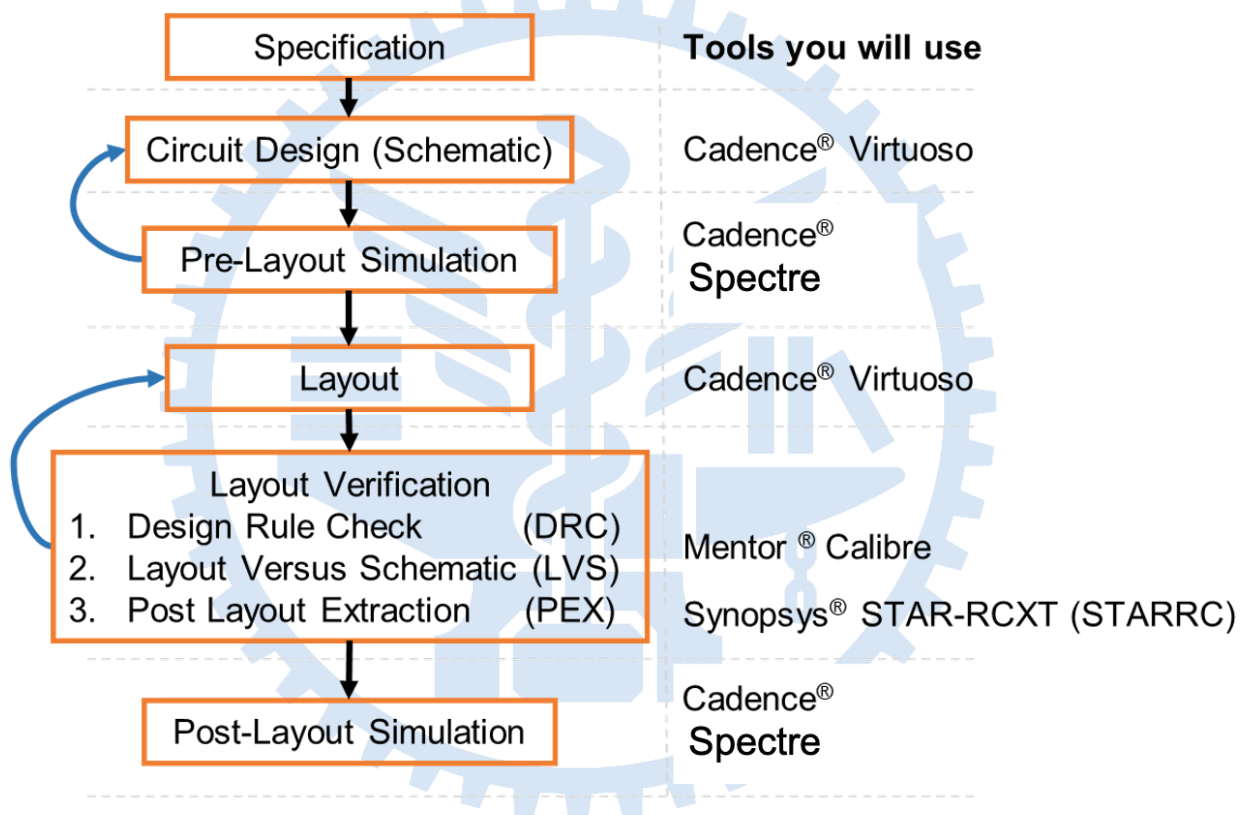 Specification
Tools you will use
Circuit Design (Schematic)
Cadence® Virtuoso
Pre-Layout Simulation
Cadence®
Spectre
Layout
Cadence® Virtuoso
Layout Verification
1. Design Rule Check (DRC)
2. Layout Versus Schematic (LVS)
3. Post Layout Extraction (PEX)
Mentor ® Calibre
Synopsys® STAR-RCXT (STARRC)
Post-Layout Simulation
Cadence®
Spectre